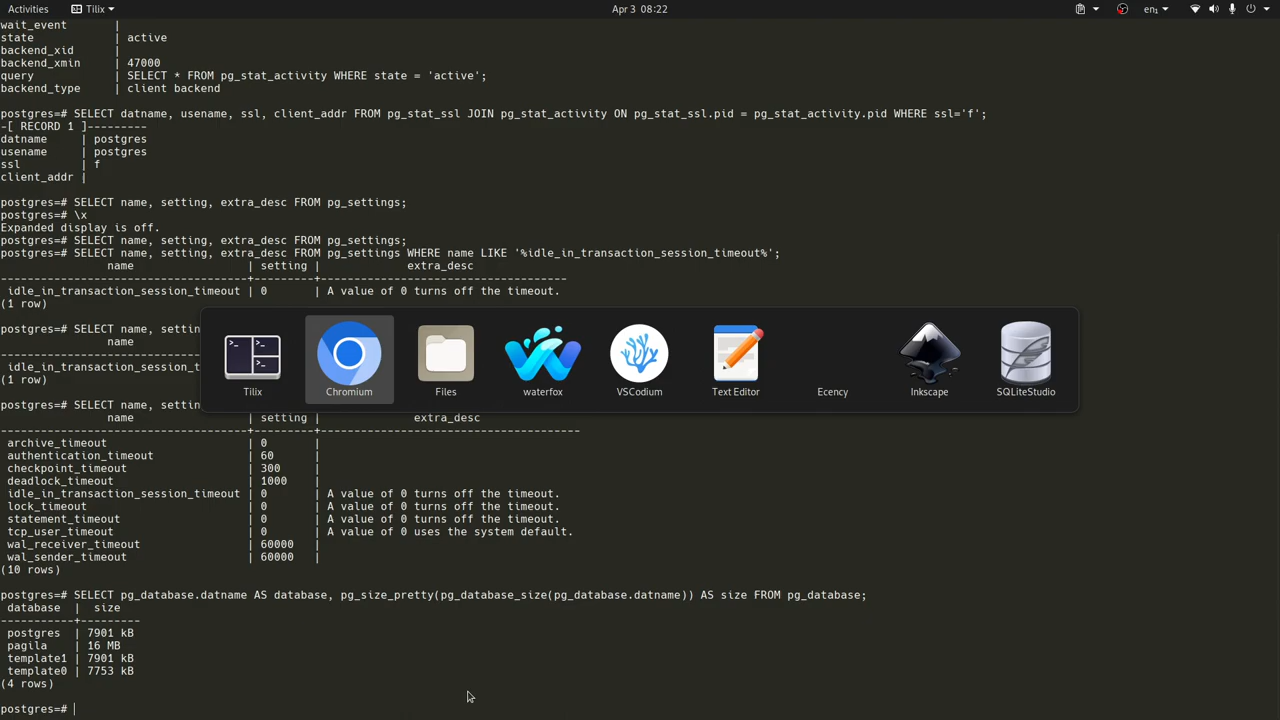 Activities Tilix Apr 3 08:22 en₁
wait_event |
state | active
backend_xid |
backend_xmin | 47000
query | SELECT * FROM pg_stat_activity WHERE state = 'active';
backend_type | client backend
postgres=# SELECT datname, usename, ssl, client_addr FROM pg_stat_ssl JOIN pg_stat_activity ON pg_stat_ssl.pid = pg_stat_activity.pid WHERE ssl='f';
-[ RECORD 1 ]---------
datname | postgres
usename | postgres
ssl | f
client_addr |
postgres=# SELECT name, setting, extra_desc FROM pg_settings;
postgres=# \x
Expanded display is off.
postgres=# SELECT name, setting, extra_desc FROM pg_settings;
postgres=# SELECT name, setting, extra_desc FROM pg_settings WHERE name LIKE '%idle_in_transaction_session_timeout%';
name | setting | extra_desc
-------------------------------------+---------+--------------------------------------
idle_in_transaction_session_timeout | 0 | A value of 0 turns off the timeout.
(1 row)
postgres=# SELECT name, sett
name
idle_in_transaction_se
(1 row)
postgres=# SELECT name, sett
Tilix Chromium Files waterfox VSCodium Text Editor Ecency Inkscape SQLiteStudio
name | setting | extra_desc
-------------------------------------+---------+----------------------------------------
archive_timeout | 0 |
authentication_timeout | 60 |
checkpoint_timeout | 300 |
deadlock_timeout | 1000 |
idle_in_transaction_session_timeout | 0 | A value of 0 turns off the timeout.
lock_timeout | 0 | A value of 0 turns off the timeout.
statement_timeout | 0 | A value of 0 turns off the timeout.
tcp_user_timeout | 0 | A value of 0 uses the system default.
wal_receiver_timeout | 60000 |
wal_sender_timeout | 60000 |
(10 rows)
postgres=# SELECT pg_database.datname AS database, pg_size_pretty(pg_database_size(pg_database.datname)) AS size FROM pg_database;
database | size
-----------+---------
postgres | 7901 kB
pagila | 16 MB
template1 | 7901 kB
template0 | 7753 kB
(4 rows)
postgres=#